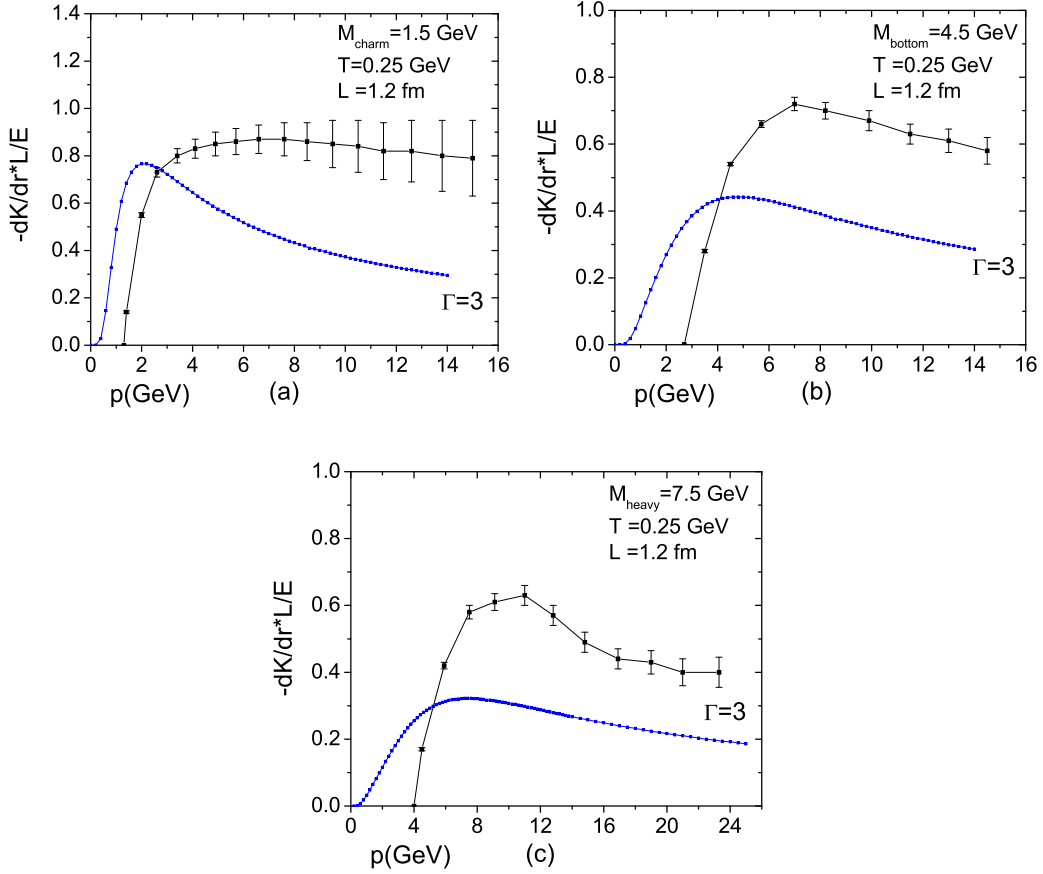 1.4
1.2
1.0
0.8
0.6
0.4
0.2
0.0
-dK/dr*L/E
M_charm=1.5 GeV
T=0.25 GeV
L =1.2 fm
Γ=3
0 2 4 6 8 10 12 14 16
p(GeV)
(a)
1.0
0.8
0.6
0.4
0.2
0.0
-dK/dr*L/E
M_bottom=4.5 GeV
T =0.25 GeV
L =1.2 fm
Γ=3
0 2 4 6 8 10 12 14 16
p(GeV)
(b)
1.0
0.8
0.6
0.4
0.2
0.0
-dK/dr*L/E
M_heavy=7.5 GeV
T =0.25 GeV
L =1.2 fm
Γ=3
0 4 8 12 16 20 24
p(GeV)
(c)